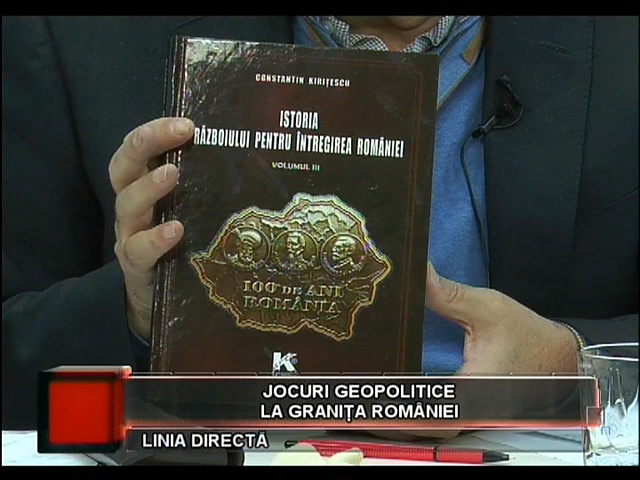 CONSTANTIN KIRIȚESCU
ISTORIA
RĂZBOIULUI PENTRU ÎNTREGIREA ROMÂNIEI
VOLUMUL III
100 DE ANI
ROMÂNIA
K
JOCURI GEOPOLITICE
LA GRANIȚA ROMÂNIEI
LINIA DIRECTĂ